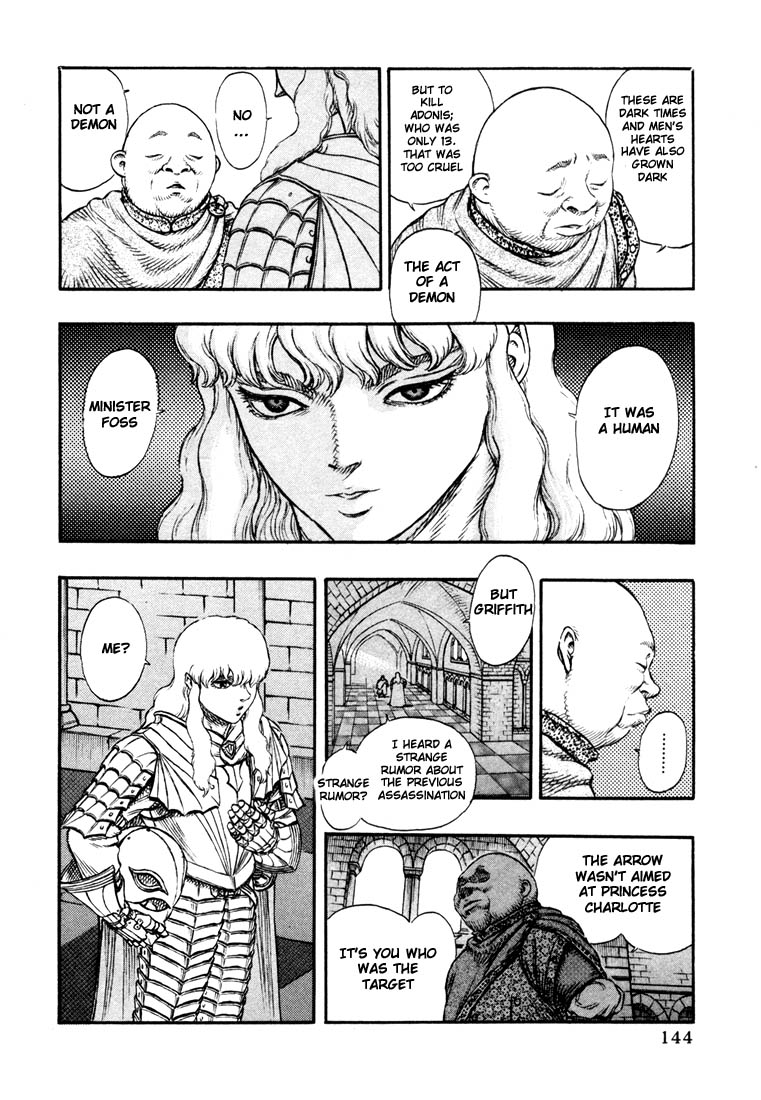 THESE ARE
DARK TIMES
AND MEN'S
HEARTS
HAVE ALSO
GROWN
DARK
BUT TO
KILL
ADONIS;
WHO WAS
ONLY 13.
THAT WAS
TOO CRUEL
THE ACT
OF A
DEMON
NO
...
NOT A
DEMON
IT WAS
A HUMAN
MINISTER
FOSS
........
BUT
GRIFFITH
I HEARD A
STRANGE
RUMOR ABOUT
THE PREVIOUS
ASSASSINATION
STRANGE
RUMOR?
THE ARROW
WASN'T AIMED
AT PRINCESS
CHARLOTTE
IT'S YOU WHO
WAS THE
TARGET
ME?
144